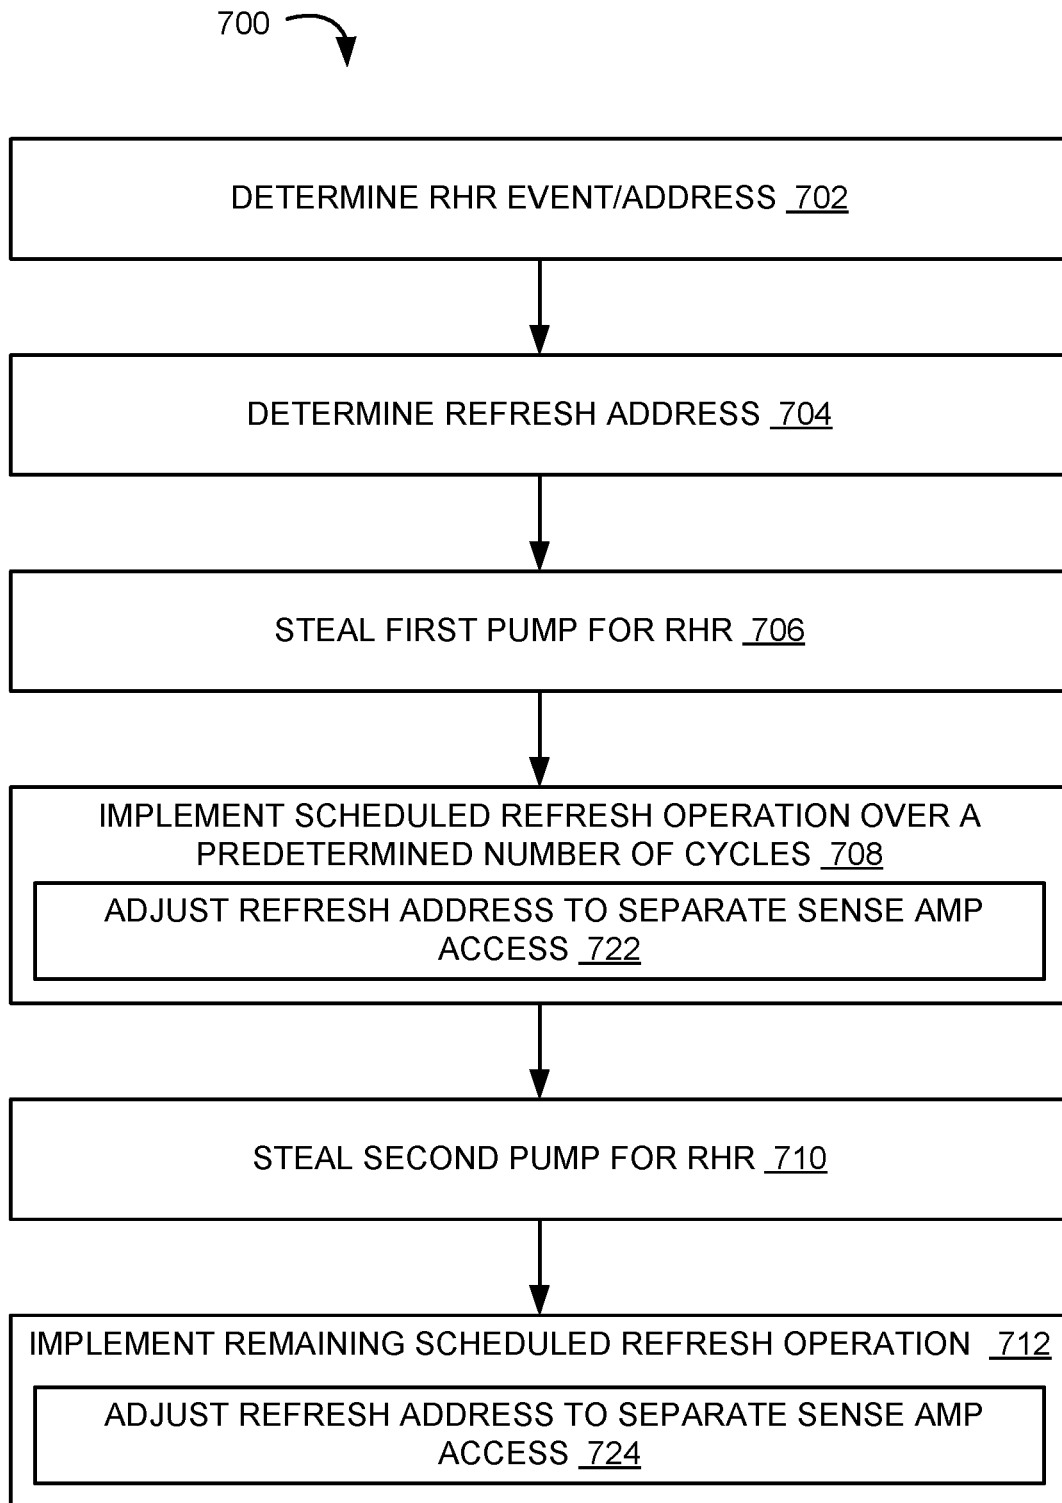 700
DETERMINE RHR EVENT/ADDRESS 702
DETERMINE REFRESH ADDRESS 704
STEAL FIRST PUMP FOR RHR 706
IMPLEMENT SCHEDULED REFRESH OPERATION OVER A
PREDETERMINED NUMBER OF CYCLES 708
ADJUST REFRESH ADDRESS TO SEPARATE SENSE AMP
ACCESS 722
STEAL SECOND PUMP FOR RHR 710
IMPLEMENT REMAINING SCHEDULED REFRESH OPERATION 712
ADJUST REFRESH ADDRESS TO SEPARATE SENSE AMP
ACCESS 724